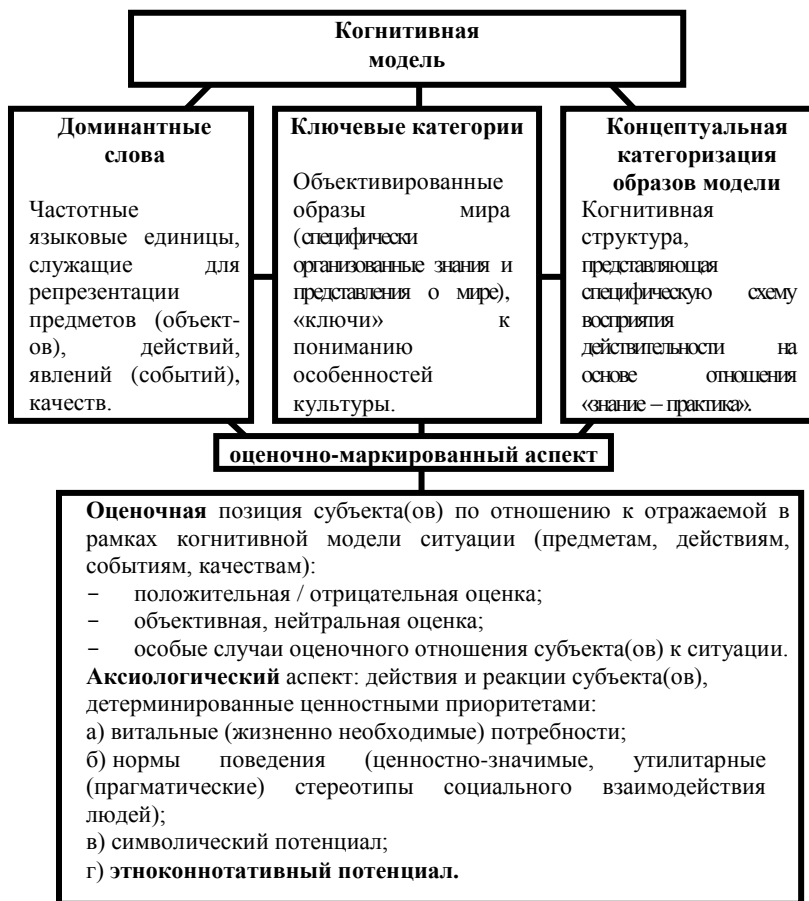 Когнитивная
модель
Доминантные
слова
Частотные
языковые единицы,
служащие для
репрезентации
предметов (объект-
ов), действий,
явлений (событий),
качеств.
Ключевые категории
Объективированные
образы мира
(специфически
организованные знания и
представления о мире),
«ключи» к
пониманию
особенностей
культуры.
Концептуальная
категоризация
образов модели
Когнитивная
структура,
представляющая
специфическую схему
восприятия
действительности на
основе отношения
«знание – практика».
оценочно-маркированный аспект
Оценочная позиция субъекта(ов) по отношению к отражаемой в
рамках когнитивной модели ситуации (предметам, действиям,
событиям, качествам):
− положительная / отрицательная оценка;
− объективная, нейтральная оценка;
− особые случаи оценочного отношения субъекта(ов) к ситуации.
Аксиологический аспект: действия и реакции субъекта(ов),
детерминированные ценностными приоритетами:
а) витальные (жизненно необходимые) потребности;
б) нормы поведения (ценностно-значимые, утилитарные
(прагматические) стереотипы социального взаимодействия
людей);
в) символический потенциал;
г) этноконнотативный потенциал.